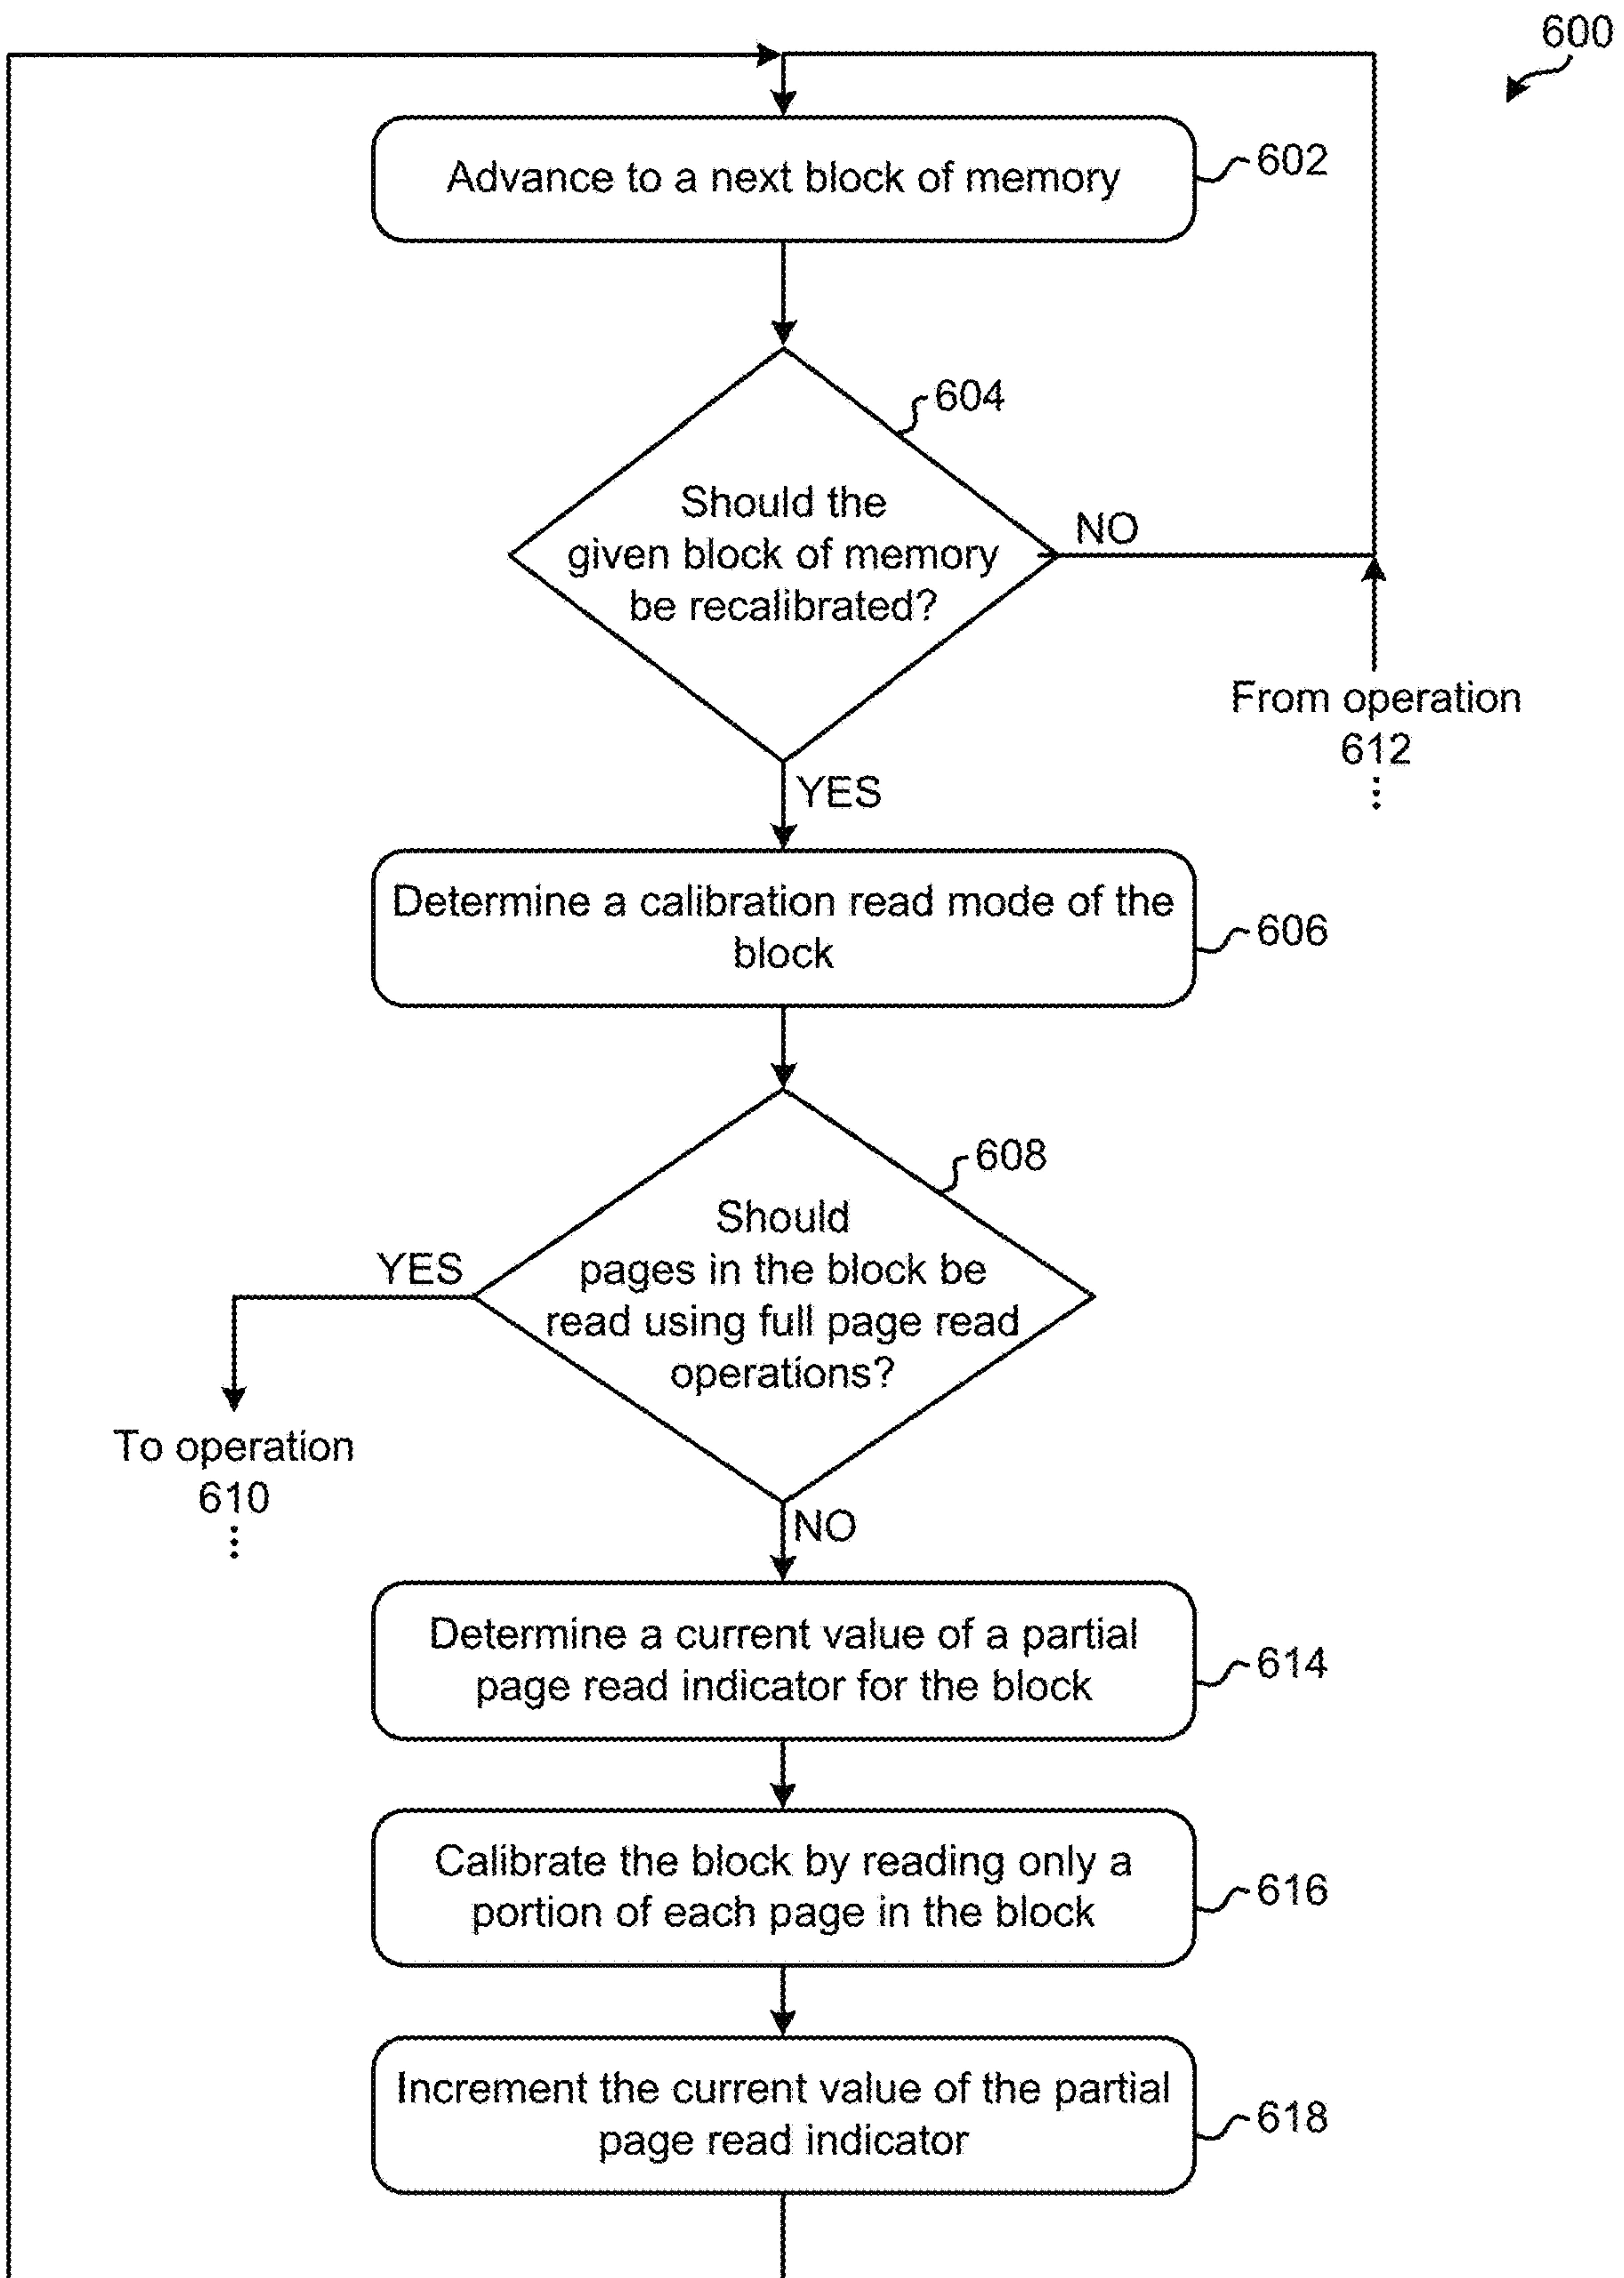 600
Advance to a next block of memory
602
604
Should the
given block of memory
be recalibrated?
NO
From operation
612
⋮
YES
Determine a calibration read mode of the
block
606
608
Should
pages in the block be
read using full page read
operations?
YES
To operation
610
⋮
NO
Determine a current value of a partial
page read indicator for the block
614
Calibrate the block by reading only a
portion of each page in the block
616
Increment the current value of the partial
page read indicator
618